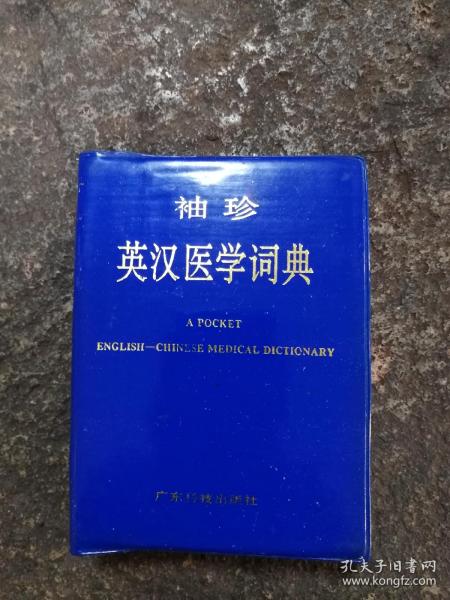 袖珍
英汉医学词典
A POCKET
ENGLISH—CHINESE MEDICAL DICTIONARY
广东科技出版社
孔夫子旧书网
www.kongfz.com